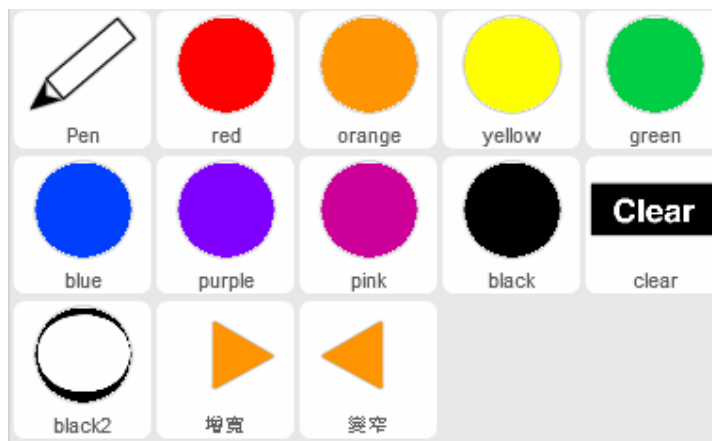 Pen red orange yellow green
Clear
blue purple pink black clear
black2 增寬 變窄